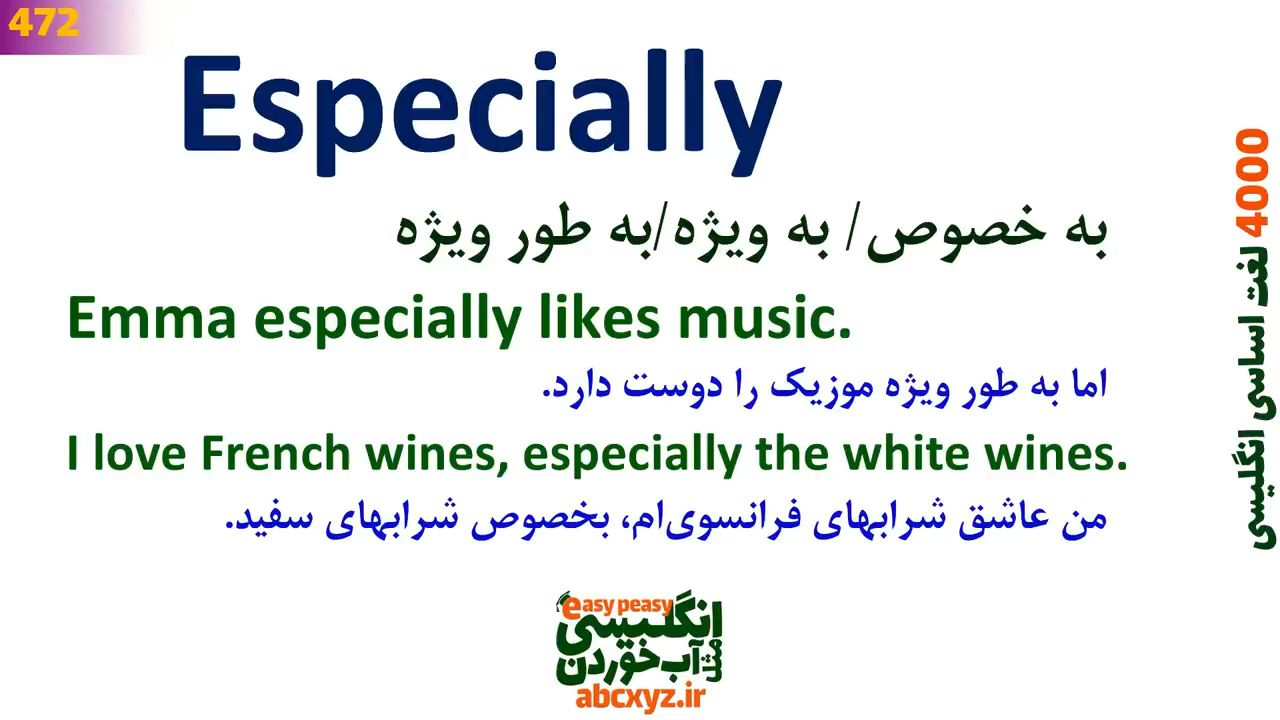 472
Especially
به خصوص/ به ویژه/به طور ویژه
Emma especially likes music.
اما به طور ویژه موزیک را دوست دارد.
I love French wines, especially the white wines.
من عاشق شرابهای فرانسوی‌ام، بخصوص شرابهای سفید.
4000 لغت اساسی انگلیسی
easy peasy
انگلیسی
مثل آب خوردن
abcxyz.ir